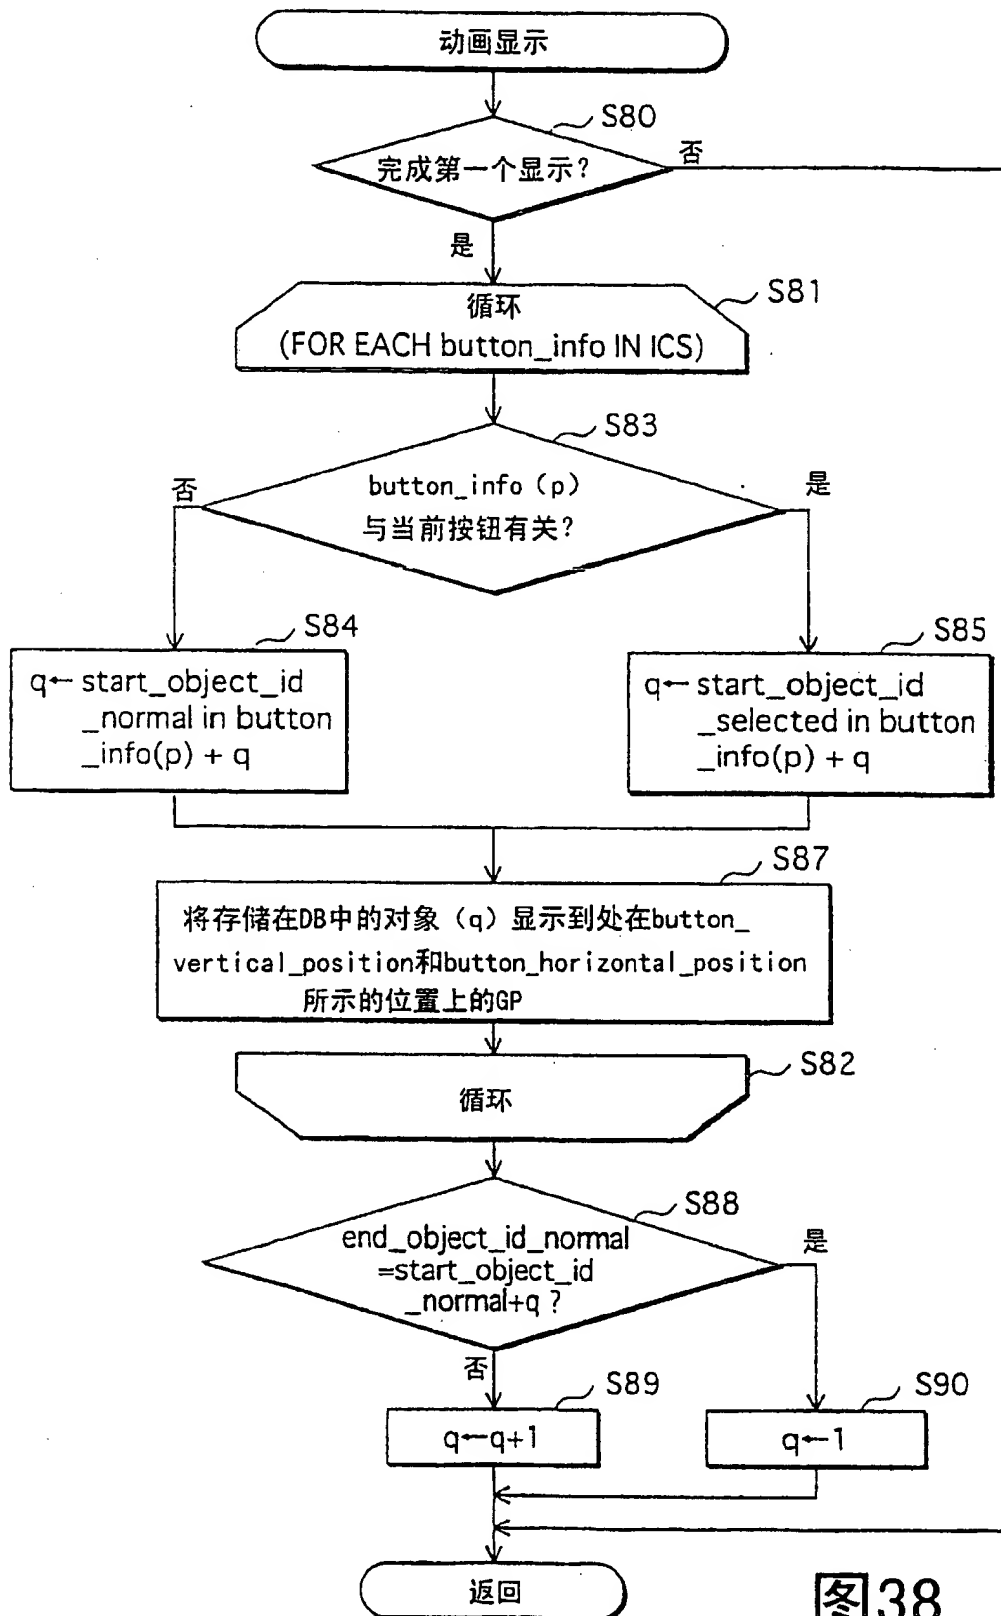 动画显示
S80
完成第一个显示？
否
是
S81
循环
(FOR EACH button_info IN ICS)
S83
button_info（p）
与当前按钮有关？
否
是
S84
q←start_object_id
_normal in button
_info(p) + q
S85
q←start_object_id
_selected in button
_info(p) + q
S87
将存储在DB中的对象（q）显示到处在button_
vertical_position和button_horizontal_position
所示的位置上的GP
S82
循环
S88
end_object_id_normal
=start_object_id
_normal+q ?
是
否
S89
q←q+1
S90
q←1
返回
图38